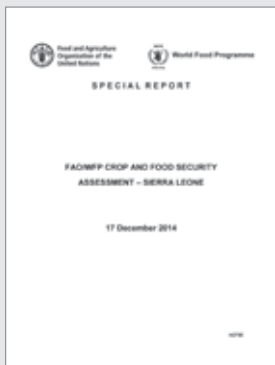 Food and Agriculture
Organization of the
United Nations
World Food Programme
SPECIAL REPORT
FAO/WFP CROP AND FOOD SECURITY
ASSESSMENT – SIERRA LEONE
17 December 2014